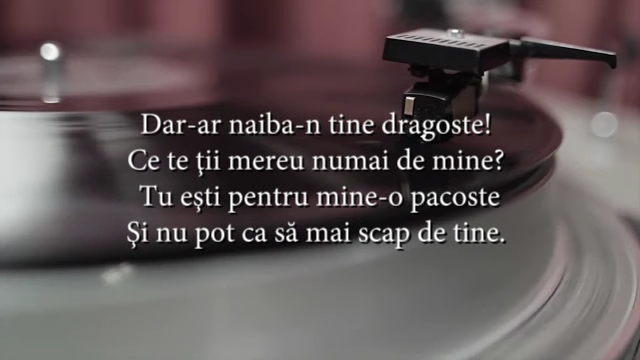 Dar-ar naiba-n tine dragoste!
Ce te ţii mereu numai de mine?
Tu eşti pentru mine-o pacoste
Şi nu pot ca să mai scap de tine.